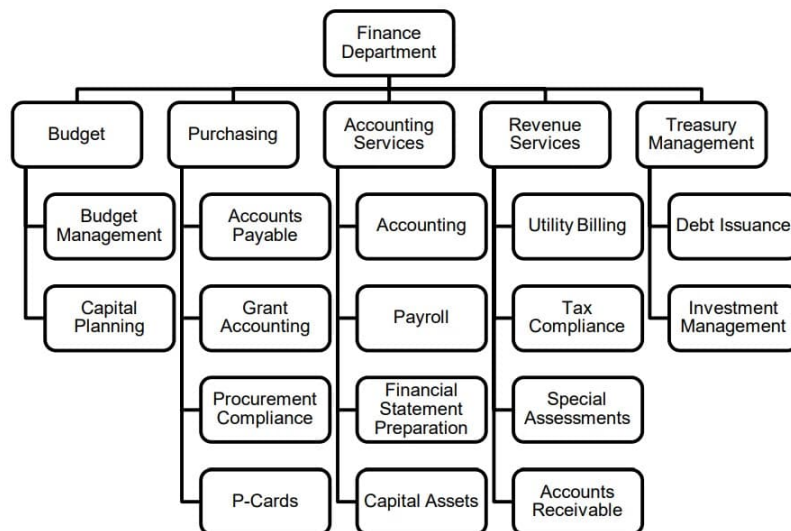 Finance
Department
Budget
Purchasing
Accounting
Services
Revenue
Services
Treasury
Management
Budget
Management
Accounts
Payable
Accounting
Utility Billing
Debt Issuance
Capital
Planning
Grant
Accounting
Payroll
Tax
Compliance
Investment
Management
Procurement
Compliance
Financial
Statement
Preparation
Special
Assessments
P-Cards
Capital Assets
Accounts
Receivable